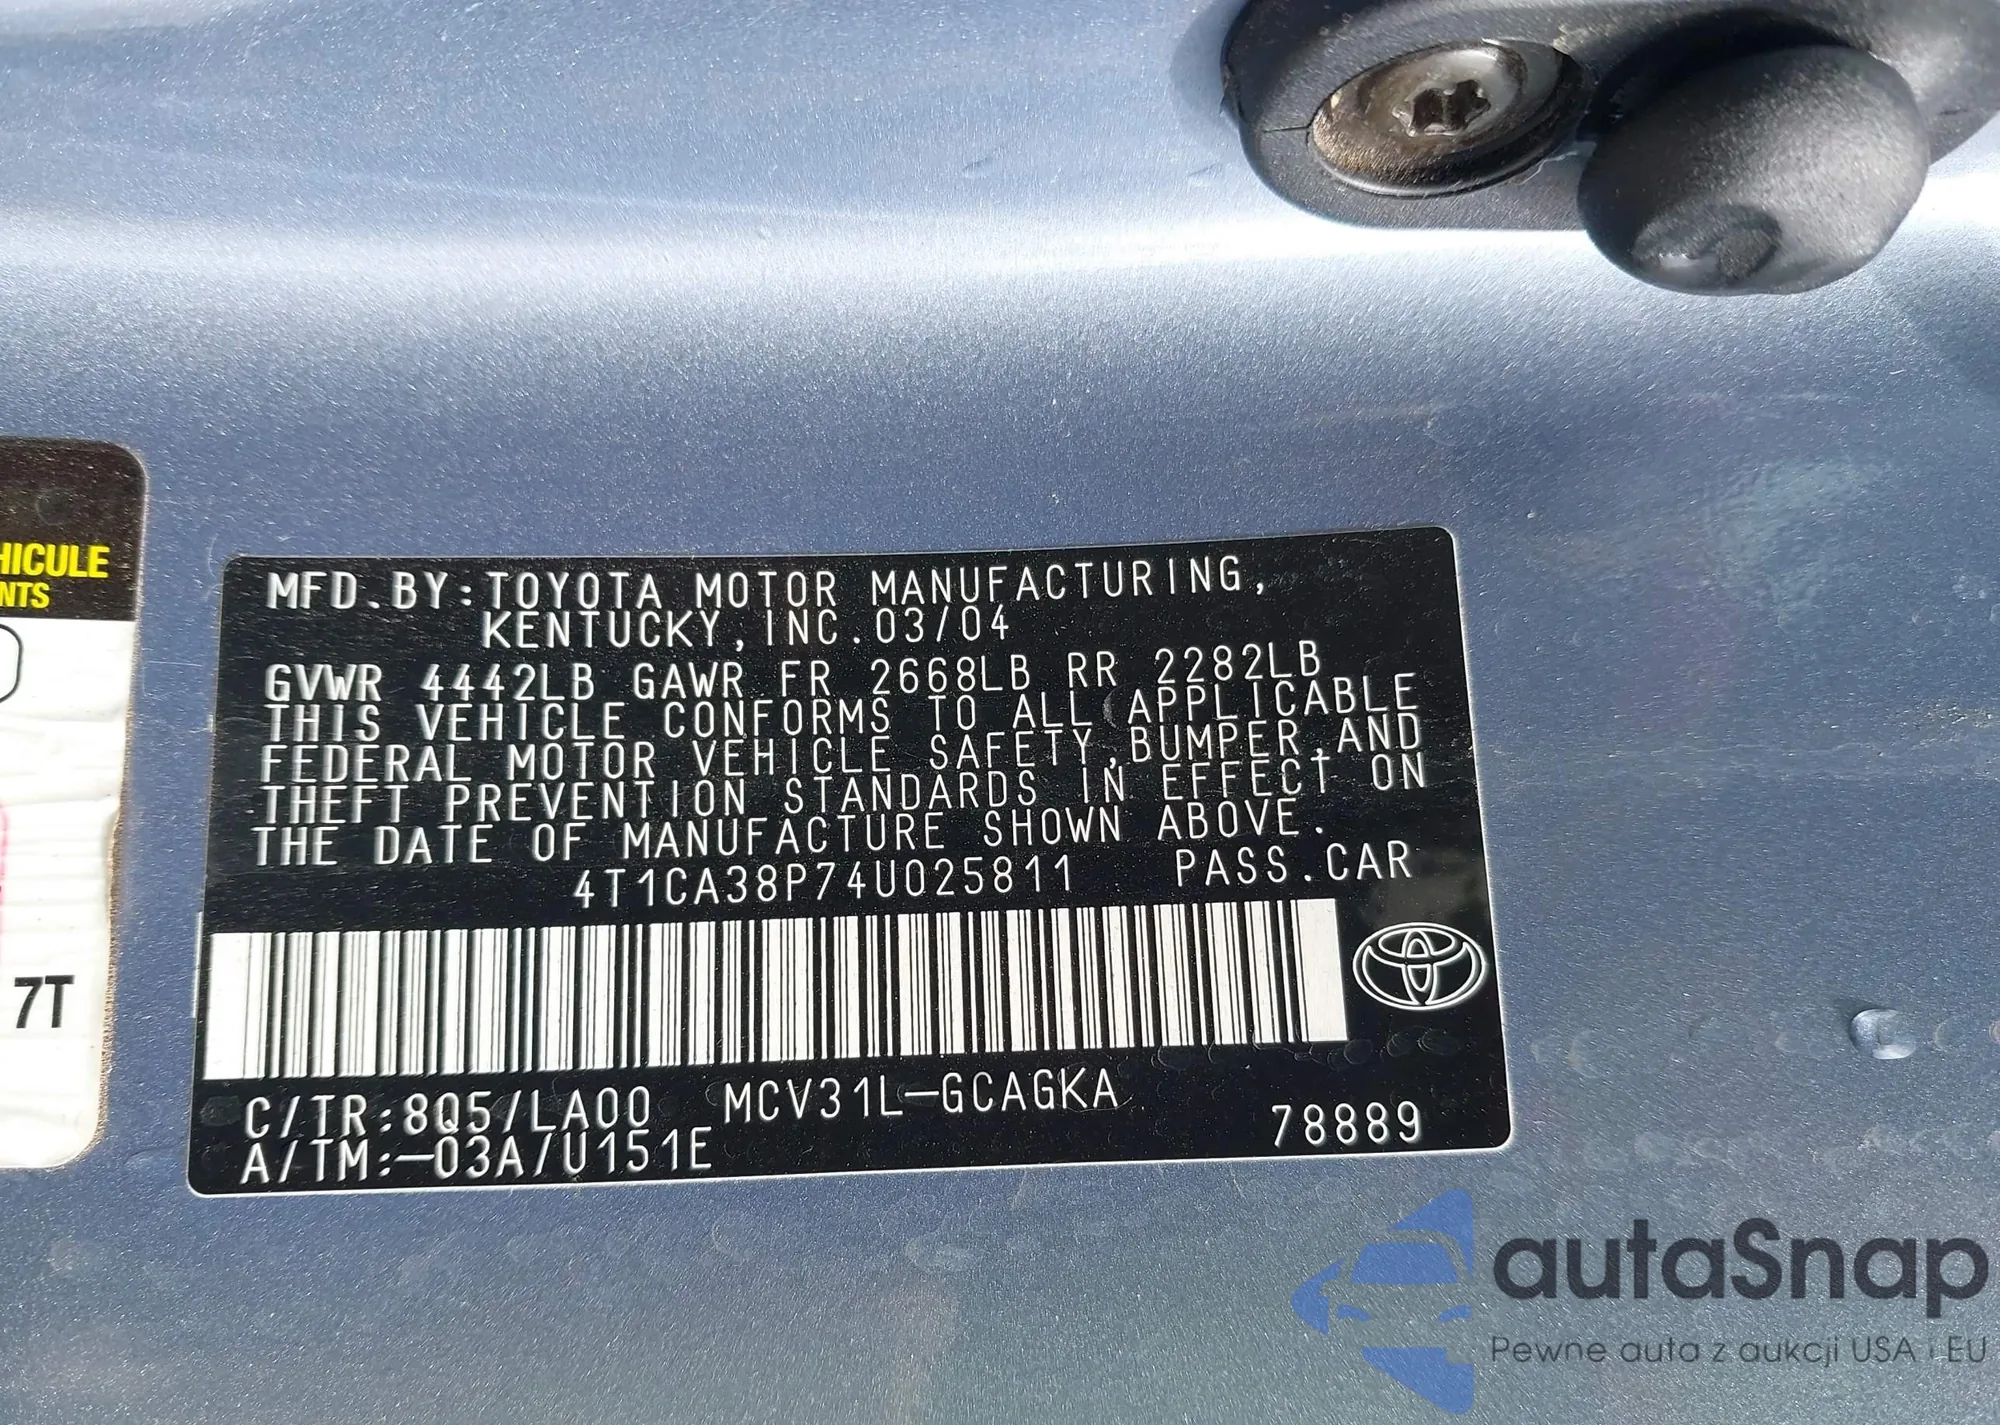 HICULE
NTS
7T
MFD.BY:TOYOTA MOTOR MANUFACTURING,
KENTUCKY,INC.03/04
GVWR 4442LB GAWR FR 2668LB RR 2282LB
THIS VEHICLE CONFORMS TO ALL APPLICABLE
FEDERAL MOTOR VEHICLE SAFETY,BUMPER,AND
THEFT PREVENTION STANDARDS IN EFFECT ON
THE DATE OF MANUFACTURE SHOWN ABOVE.
4T1CA38P74U025811 PASS.CAR
C/TR:8Q5/LA00 MCV31L-GCAGKA
A/TM:-03A/U151E 78889
autaSnap
Pewne auta z aukcji USA i EU